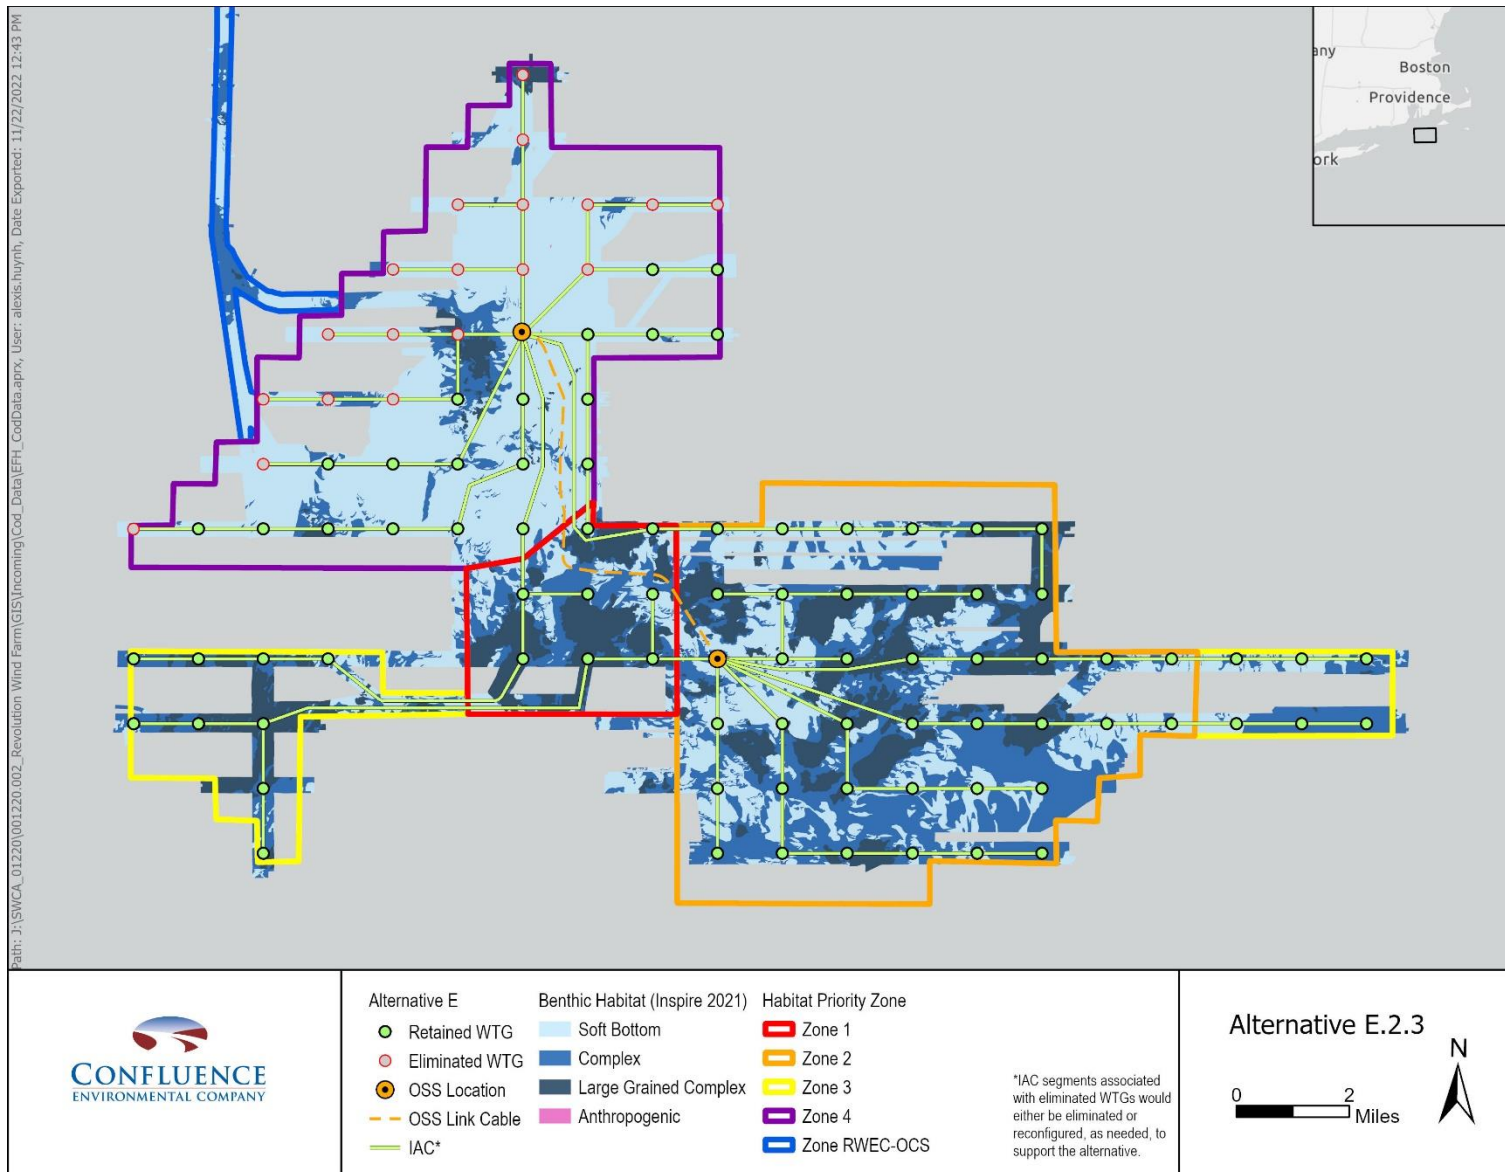 Path: J:\SWCA_01220\001220.002_Revolution Wind Farm\GIS\Incoming\Cod_Data\EFH_CodData.aprx, User: alexis.huynh, Date Exported: 11/22/2022 12:43 PM
any
Boston
Providence
ork
CONFLUENCE
ENVIRONMENTAL COMPANY
Alternative E
Retained WTG
Eliminated WTG
OSS Location
OSS Link Cable
IAC*
Benthic Habitat (Inspire 2021)
Soft Bottom
Complex
Large Grained Complex
Anthropogenic
Habitat Priority Zone
Zone 1
Zone 2
Zone 3
Zone 4
Zone RWEC-OCS
*IAC segments associated
with eliminated WTGs would
either be eliminated or
reconfigured, as needed, to
support the alternative.
Alternative E.2.3
N
0 2
Miles